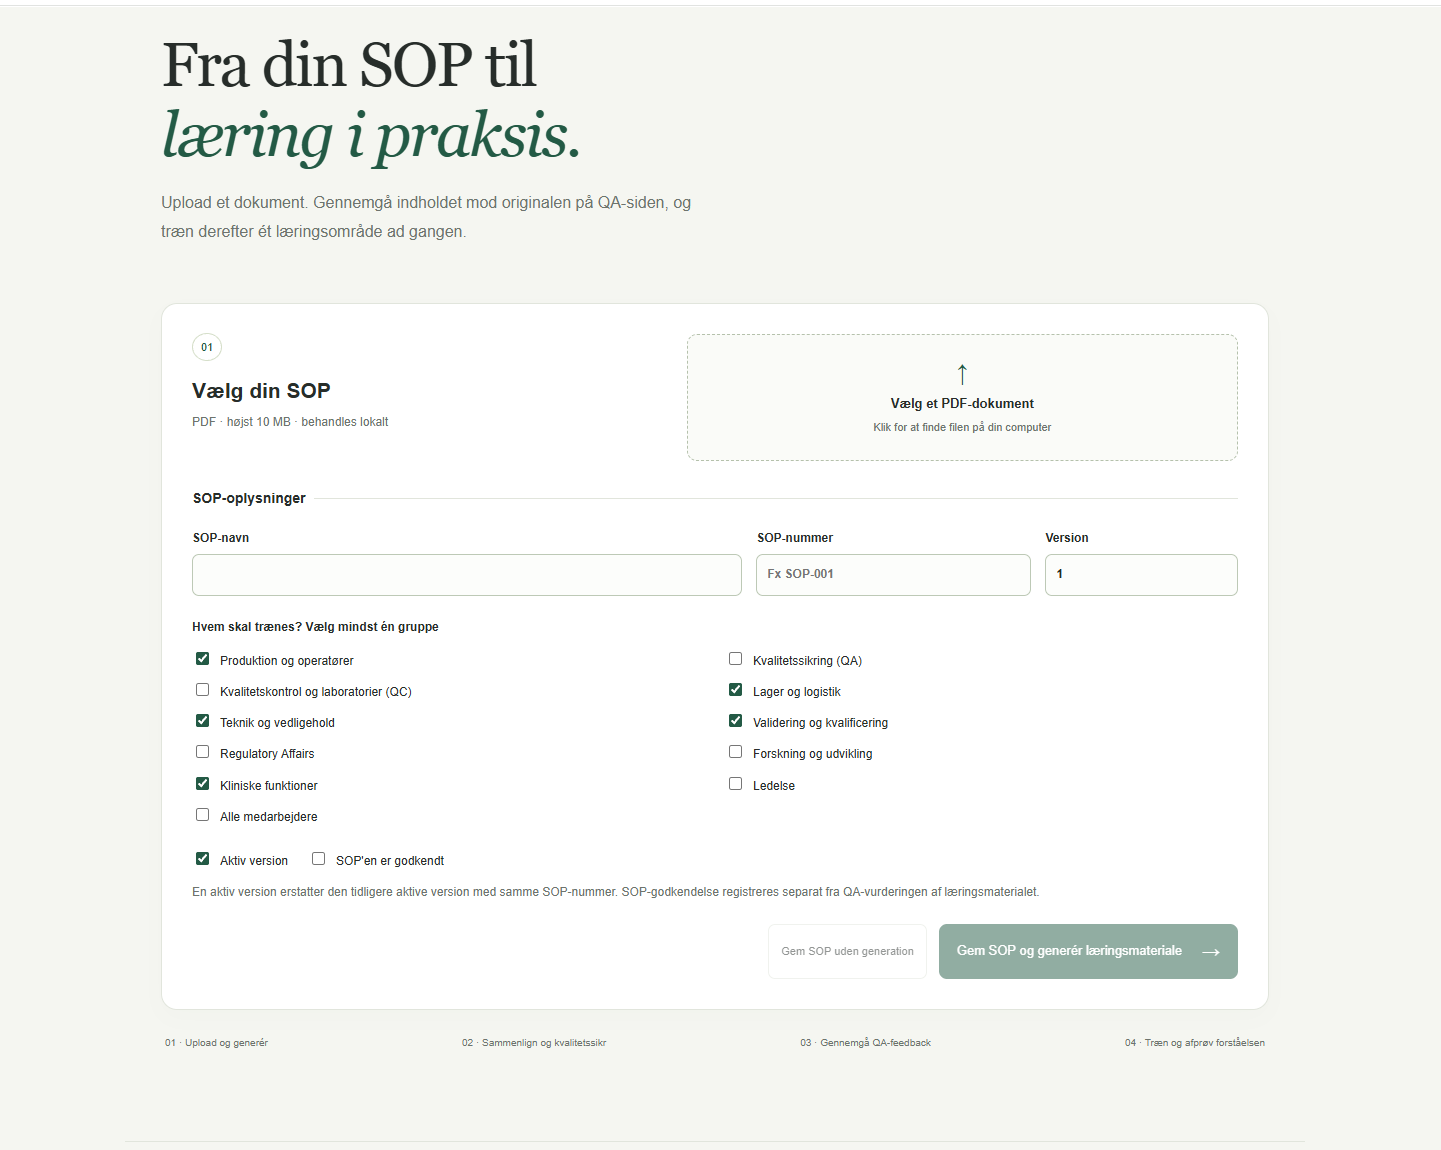 Fra din SOP til
læring i praksis.
Upload et dokument. Gennemgå indholdet mod originalen på QA-siden, og
træn derefter ét læringsområde ad gangen.
01
Vælg din SOP
PDF · højst 10 MB · behandles lokalt
↑
Vælg et PDF-dokument
Klik for at finde filen på din computer
SOP-oplysninger
SOP-navn
SOP-nummer
Version
Fx SOP-001
1
Hvem skal trænes? Vælg mindst én gruppe
Produktion og operatører
Kvalitetssikring (QA)
Kvalitetskontrol og laboratorier (QC)
Lager og logistik
Teknik og vedligehold
Validering og kvalificering
Regulatory Affairs
Forskning og udvikling
Kliniske funktioner
Ledelse
Alle medarbejdere
Aktiv version
SOP'en er godkendt
En aktiv version erstatter den tidligere aktive version med samme SOP-nummer. SOP-godkendelse registreres separat fra QA-vurderingen af læringsmaterialet.
Gem SOP uden generation
Gem SOP og generér læringsmateriale →
01 · Upload og generér
02 · Sammenlign og kvalitetssikr
03 · Gennemgå QA-feedback
04 · Træn og afprøv forståelsen